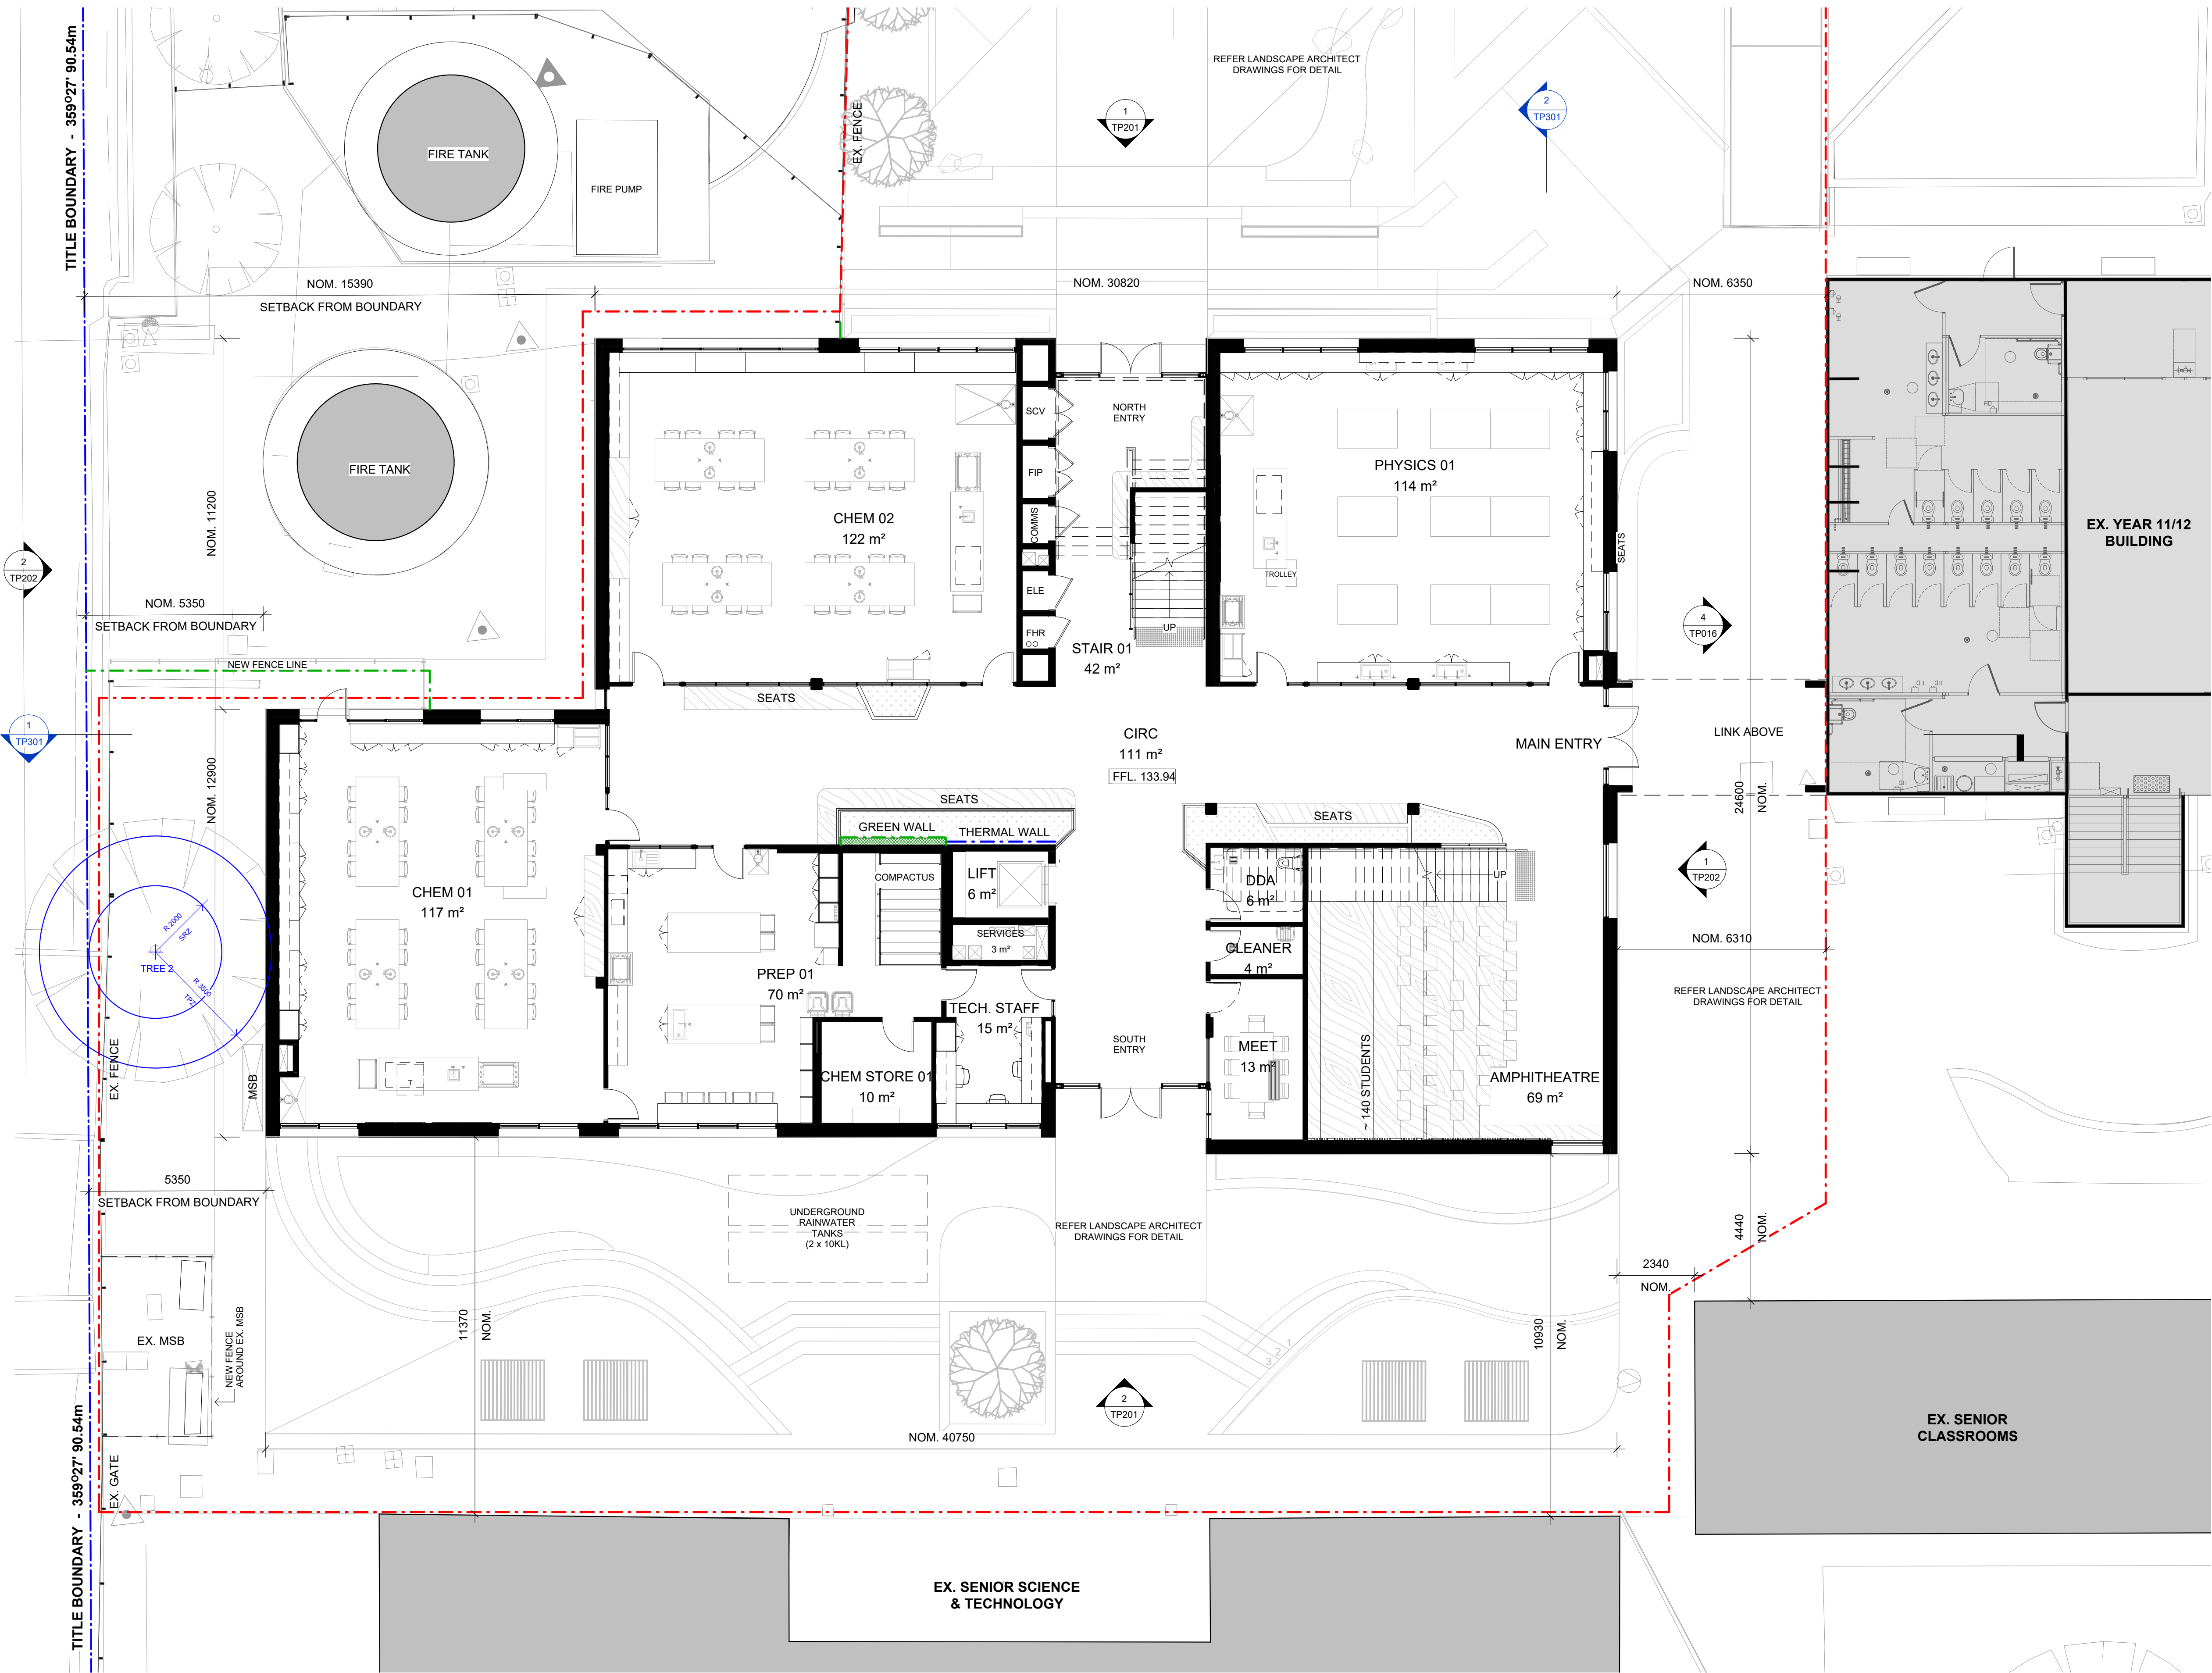 TITLE BOUNDARY - 359°27' 90.54m
FIRE TANK
FIRE PUMP
EX. FENCE
1
TP201
REFER LANDSCAPE ARCHITECT
DRAWINGS FOR DETAIL
2
TP301
NOM. 15390
SETBACK FROM BOUNDARY
NOM. 30820
NOM. 6350
FIRE TANK
NOM. 11200
2
TP202
NOM. 5350
SETBACK FROM BOUNDARY
NEW FENCE LINE
1
TP301
CHEM 02
122 m²
SCV
FIP
COMMS
ELE
FHR
NORTH
ENTRY
UP
STAIR 01
42 m²
PHYSICS 01
114 m²
TROLLEY
SEATS
4
TP016
EX. YEAR 11/12
BUILDING
SEATS
CIRC
111 m²
FFL. 133.94
MAIN ENTRY
LINK ABOVE
NOM. 12900
24600
NOM.
SEATS
GREEN WALL
THERMAL WALL
SEATS
CHEM 01
117 m²
T
COMPACTUS
LIFT
6 m²
SERVICES
3 m²
PREP 01
70 m²
TECH. STAFF
15 m²
CHEM STORE 01
10 m²
DDA
6 m²
CLEANER
4 m²
MEET
13 m²
UP
~ 140 STUDENTS
AMPHITHEATRE
69 m²
SOUTH
ENTRY
1
TP202
NOM. 6310
REFER LANDSCAPE ARCHITECT
DRAWINGS FOR DETAIL
R 2000
SRZ
TREE 2
R 3500
TPZ
EX. FENCE
MSB
5350
SETBACK FROM BOUNDARY
UNDERGROUND
RAINWATER
TANKS
(2 x 10KL)
REFER LANDSCAPE ARCHITECT
DRAWINGS FOR DETAIL
4440
NOM.
2340
NOM.
EX. MSB
NEW FENCE
AROUND EX. MSB
11370
NOM.
1
2
3
10930
NOM.
2
TP201
EX. SENIOR
CLASSROOMS
NOM. 40750
EX. GATE
TITLE BOUNDARY - 359°27' 90.54m
EX. SENIOR SCIENCE
& TECHNOLOGY